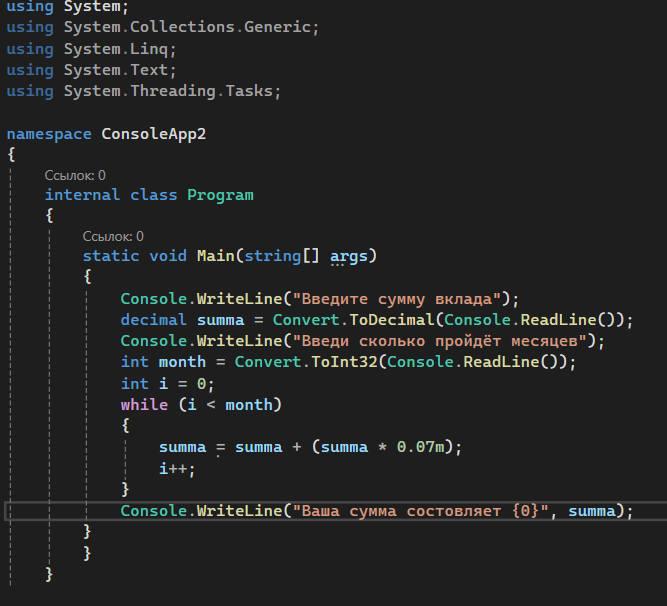 using System;
using System.Collections.Generic;
using System.Linq;
using System.Text;
using System.Threading.Tasks;
namespace ConsoleApp2
{
Ссылок: 0
internal class Program
{
Ссылок: 0
static void Main(string[] args)
{
Console.WriteLine("Введите сумму вклада");
decimal summa = Convert.ToDecimal(Console.ReadLine());
Console.WriteLine("Введи сколько пройдёт месяцев");
int month = Convert.ToInt32(Console.ReadLine());
int i = 0;
while (i < month)
{
summa = summa + (summa * 0.07m);
i++;
}
Console.WriteLine("Ваша сумма состовляет {0}", summa);
}
}
}